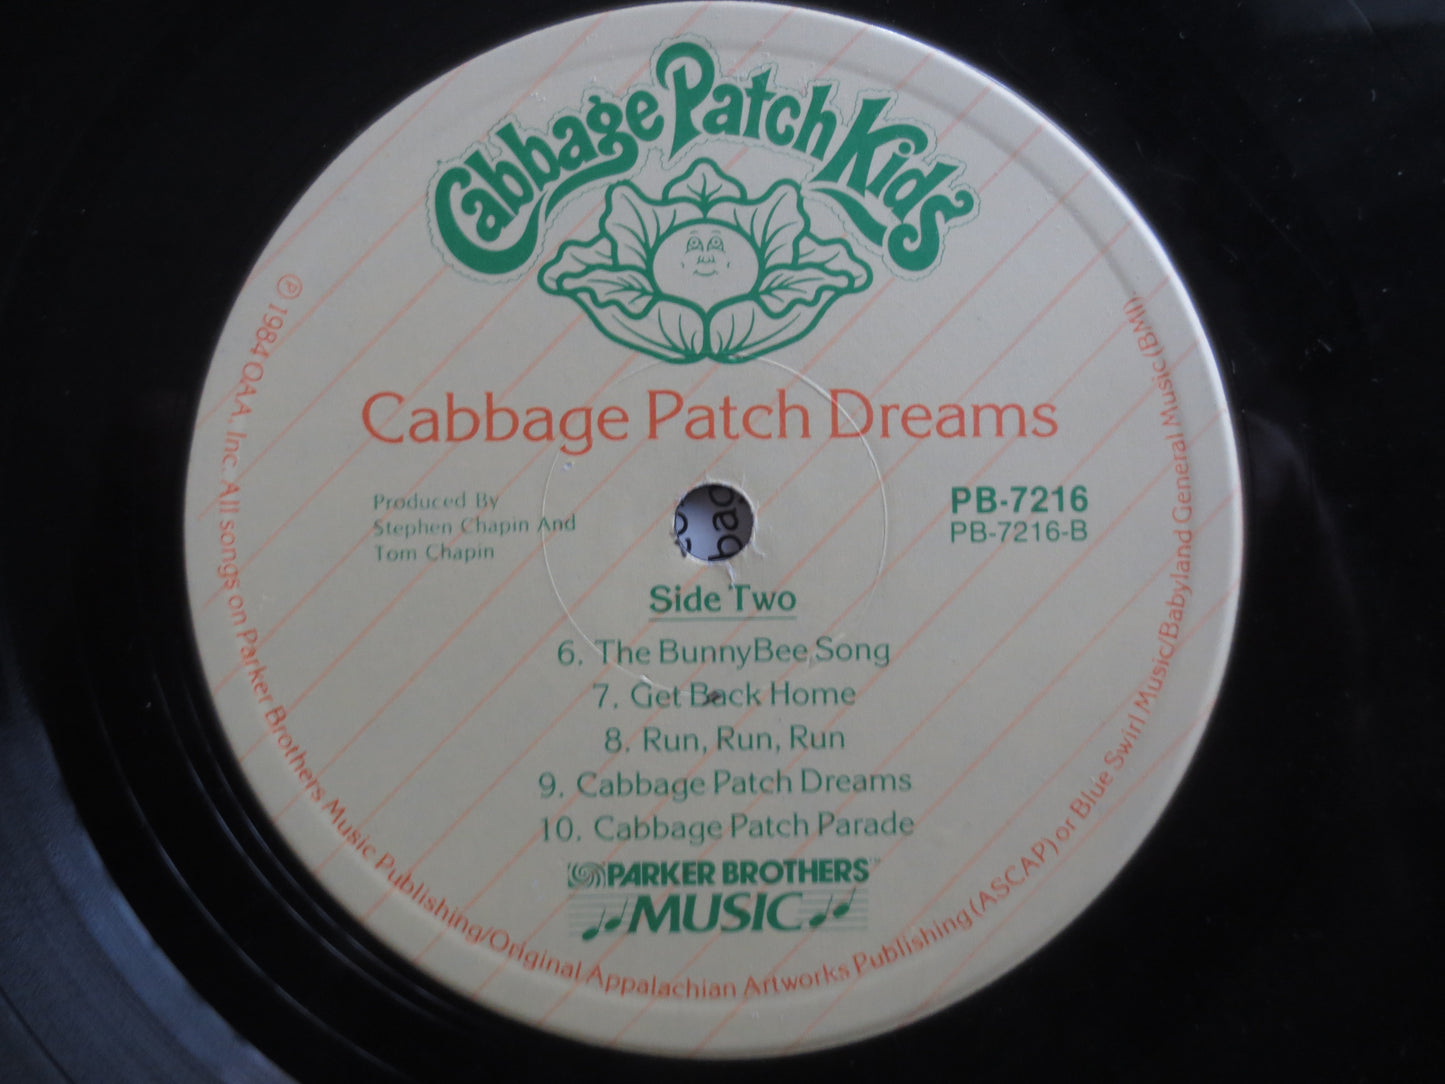 Cabbage Patch Kids
Cabbage Patch Dreams
Produced By
Stephen Chapin And
Tom Chapin
PB-7216
PB-7216-B
Side Two
6. The BunnyBee Song
7. Get Back Home
8. Run, Run, Run
9. Cabbage Patch Dreams
10. Cabbage Patch Parade
PARKER BROTHERS™
MUSIC
℗ 1984 OAA, Inc. All songs on Parker Brothers Music Publishing/Original Appalachian Artworks Publishing (ASCAP) or Blue Swirl Music/Babyland General Music (BMI)